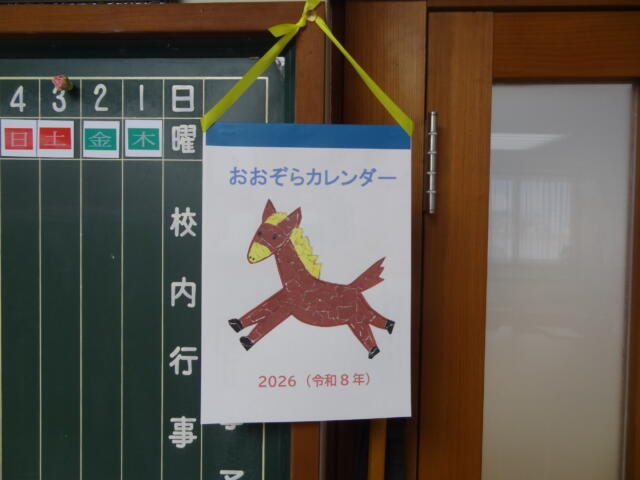 日 1 2 3 4
曜 木 金 土 日
校内行事
おおぞらカレンダー
2026（令和8年）